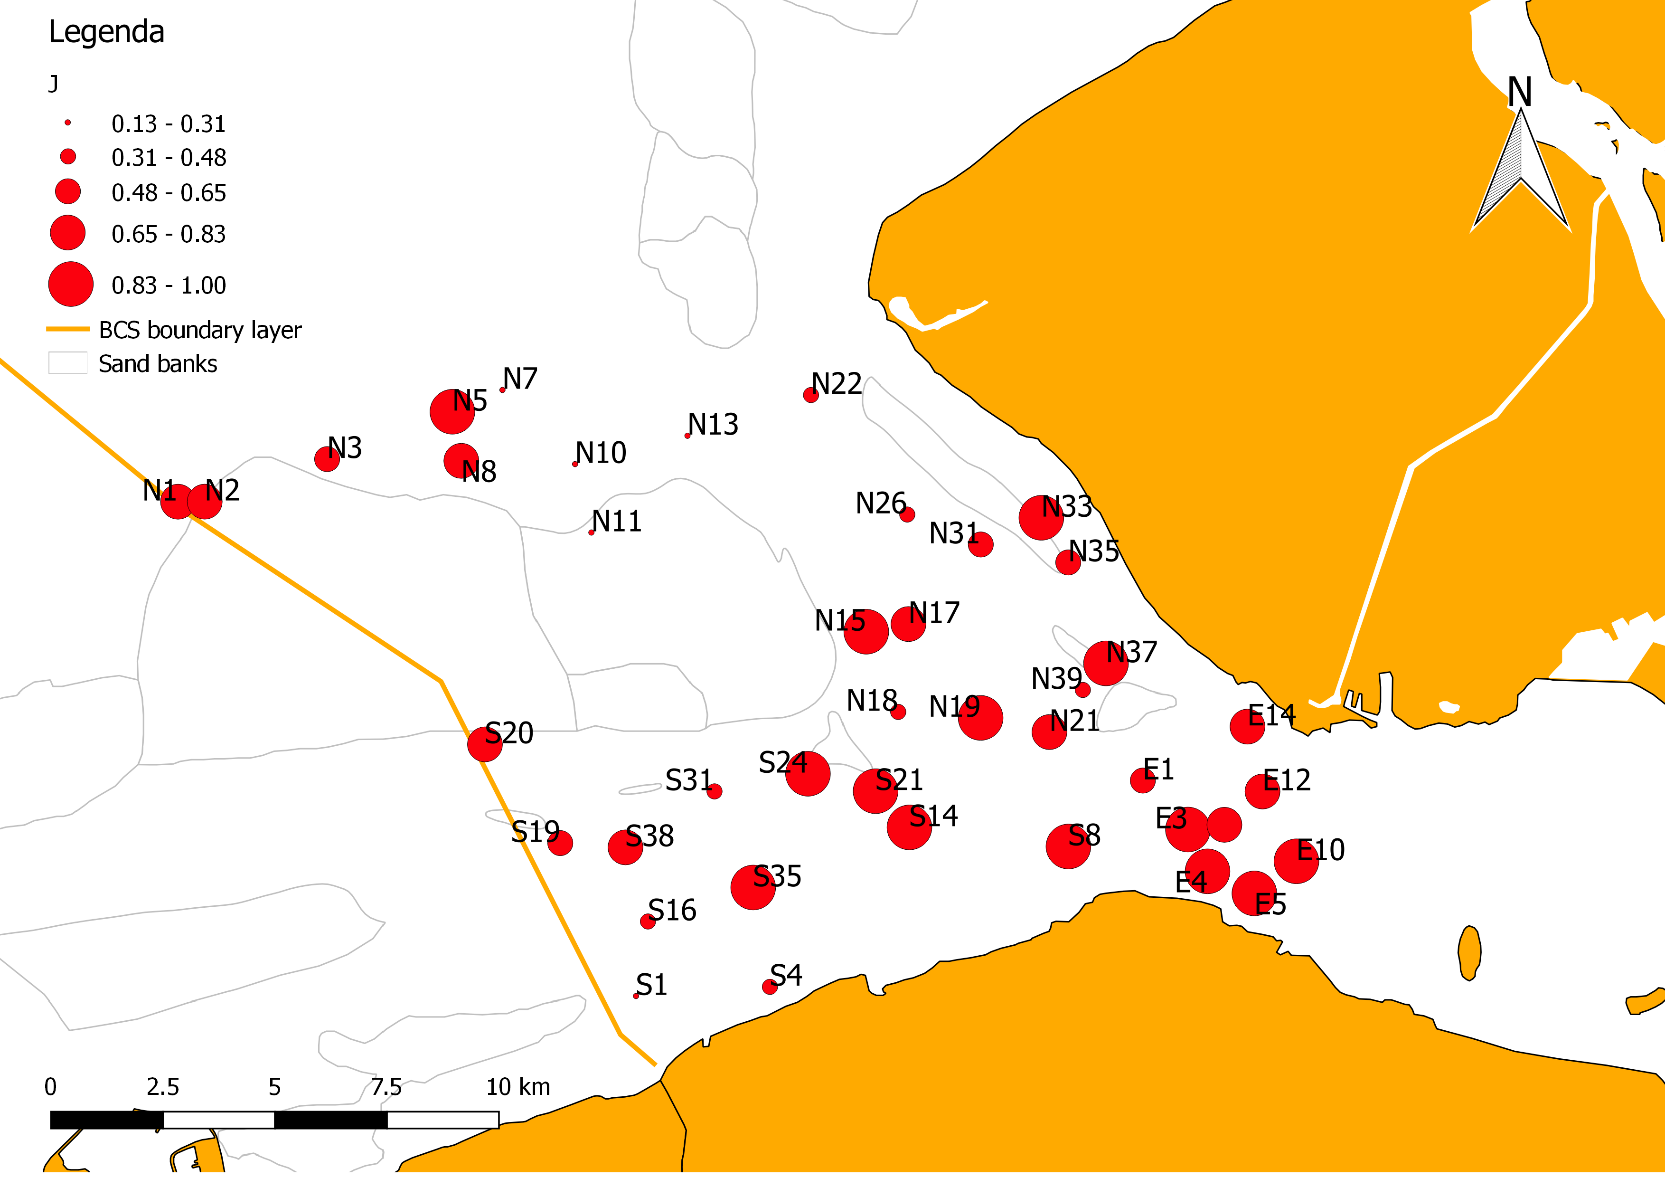 Legenda
J
0.13 - 0.31
0.31 - 0.48
0.48 - 0.65
0.65 - 0.83
0.83 - 1.00
BCS boundary layer
Sand banks
N
N7
N5
N22
N13
N3
N10
N8
N1
N2
N11
N26
N33
N31
N35
N15
N17
N37
N39
N18
N19
N21
E14
S20
S24
S31
S21
E1
E12
S14
E3
S19
S38
S8
E10
S35
E4
E5
S16
S1
S4
0 2.5 5 7.5 10 km